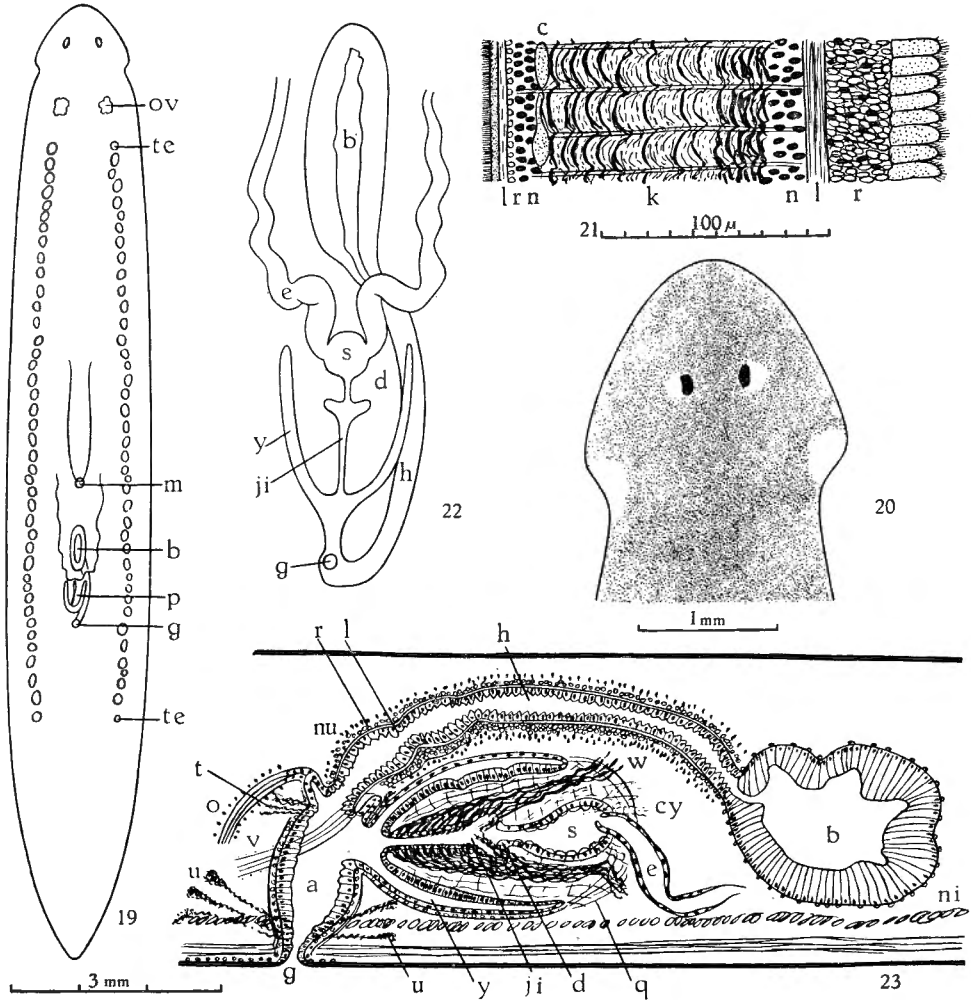 ov
te
m
b
p
g
te
19
3 mm
b
e
s
d
y
ji
h
g
22
c
l r n k n l r
21 100 μ
20
1 mm
r l h
nu
t
o
v
u
a
w
cy
s
e
b
ni
g u y ji d q
23